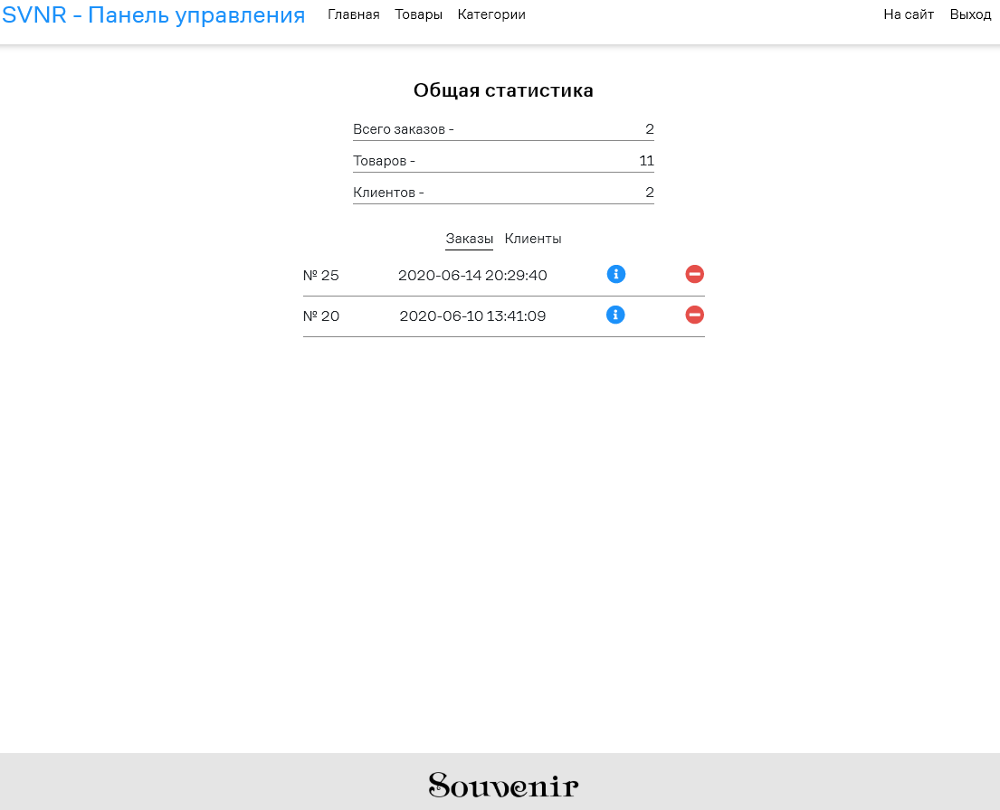 SVNR - Панель управления Главная Товары Категории На сайт Выход
Общая статистика
Всего заказов - 2
Товаров - 11
Клиентов - 2
Заказы Клиенты
№ 25 2020-06-14 20:29:40
№ 20 2020-06-10 13:41:09
Souvenir